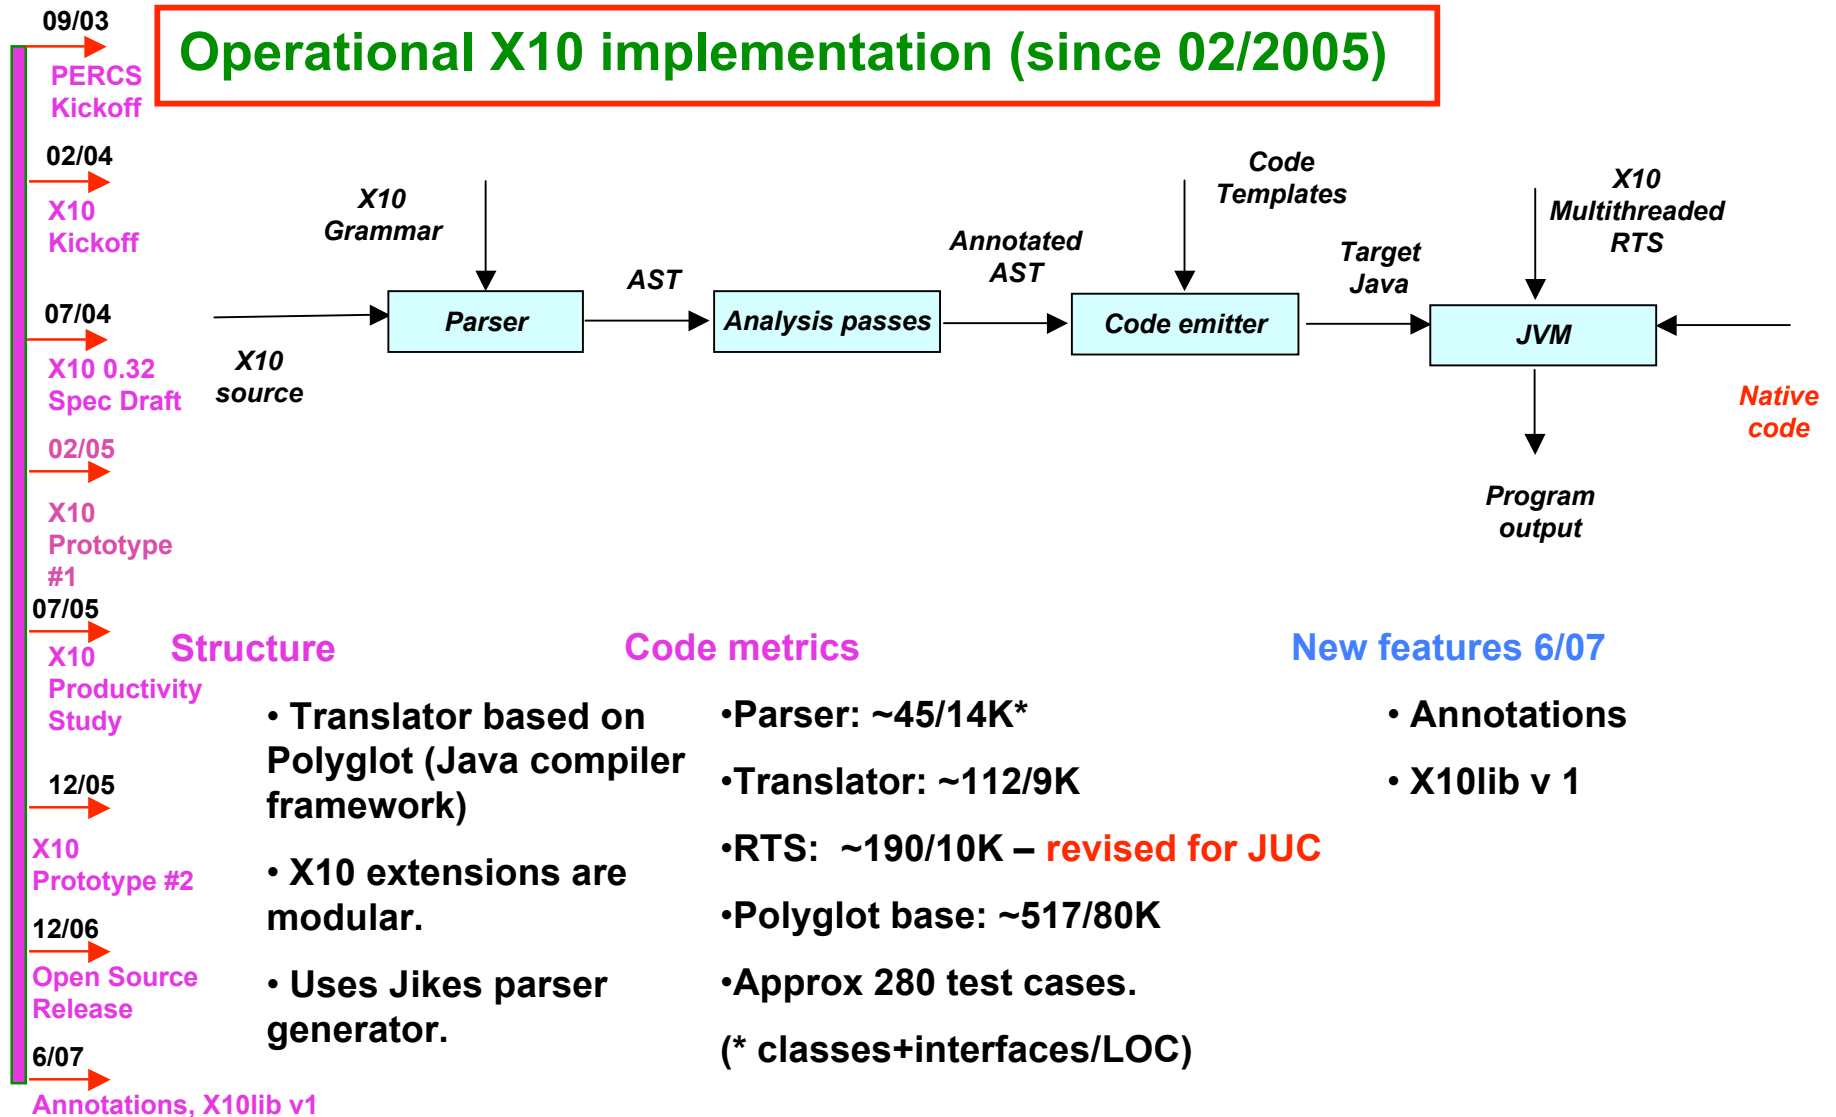 Operational X10 implementation (since 02/2005)
09/03
PERCS
Kickoff
02/04
X10
Kickoff
07/04
X10 0.32
Spec Draft
02/05
X10
Prototype
#1
07/05
X10
Productivity
Study
12/05
X10
Prototype #2
12/06
Open Source
Release
6/07
Annotations, X10lib v1
X10
source
X10
Grammar
Parser
AST
Analysis passes
Annotated
AST
Code
Templates
Code emitter
Target
Java
X10
Multithreaded
RTS
JVM
Native
code
Program
output
Structure
• Translator based on
Polyglot (Java compiler
framework)
• X10 extensions are
modular.
• Uses Jikes parser
generator.
Code metrics
•Parser: ~45/14K*
•Translator: ~112/9K
•RTS: ~190/10K – revised for JUC
•Polyglot base: ~517/80K
•Approx 280 test cases.
(* classes+interfaces/LOC)
New features 6/07
• Annotations
• X10lib v 1